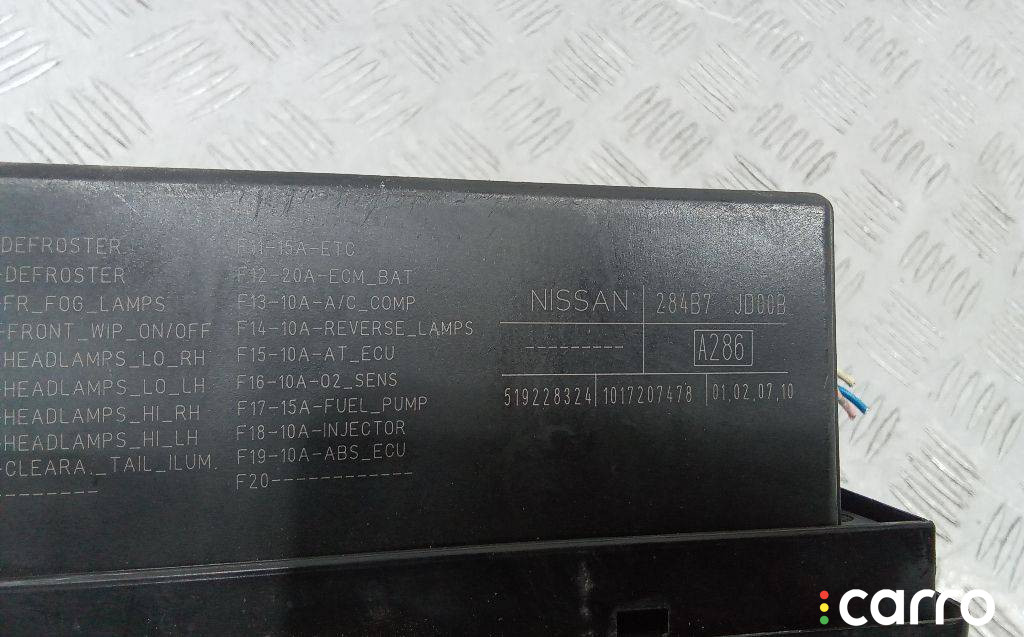 DEFROSTER
-DEFROSTER
-FR_FOG_LAMPS
-FRONT_WIP_ON/OFF
-HEADLAMPS_LO_RH
-HEADLAMPS_LO_LH
-HEADLAMPS_HI_RH
-HEADLAMPS_HI_LH
-CLEARA._TAIL_ILUM.
---------
F11-15A-ETC
F12-20A-ECM_BAT
F13-10A-A/C_COMP
F14-10A-REVERSE_LAMPS
F15-10A-AT_ECU
F16-10A-O2_SENS
F17-15A-FUEL_PUMP
F18-10A-INJECTOR
F19-10A-ABS_ECU
F20------------
NISSAN 284B7 JD00B
--------- A286
519228324 1017207478 01,02,07,10
carro